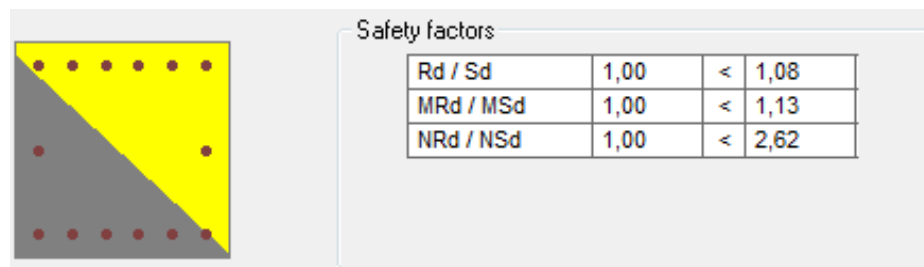 Safety factors
Rd / Sd 1,00 < 1,08
MRd / MSd 1,00 < 1,13
NRd / NSd 1,00 < 2,62